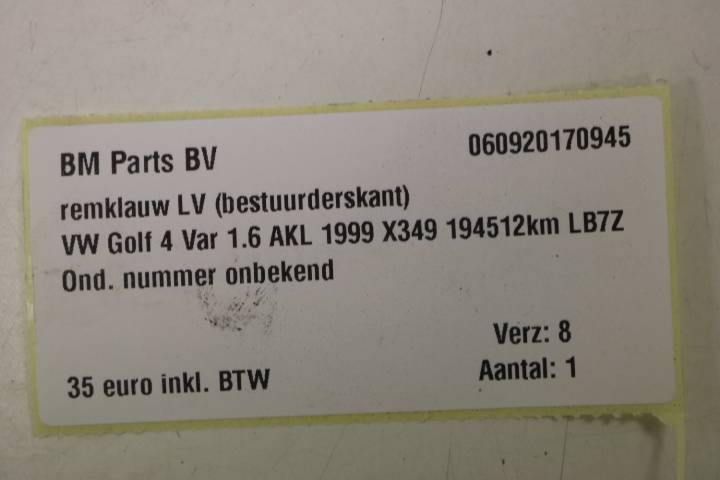 BM Parts BV 060920170945
remklauw LV (bestuurderskant)
VW Golf 4 Var 1.6 AKL 1999 X349 194512km LB7Z
Ond. nummer onbekend
Verz: 8
35 euro inkl. BTW Aantal: 1